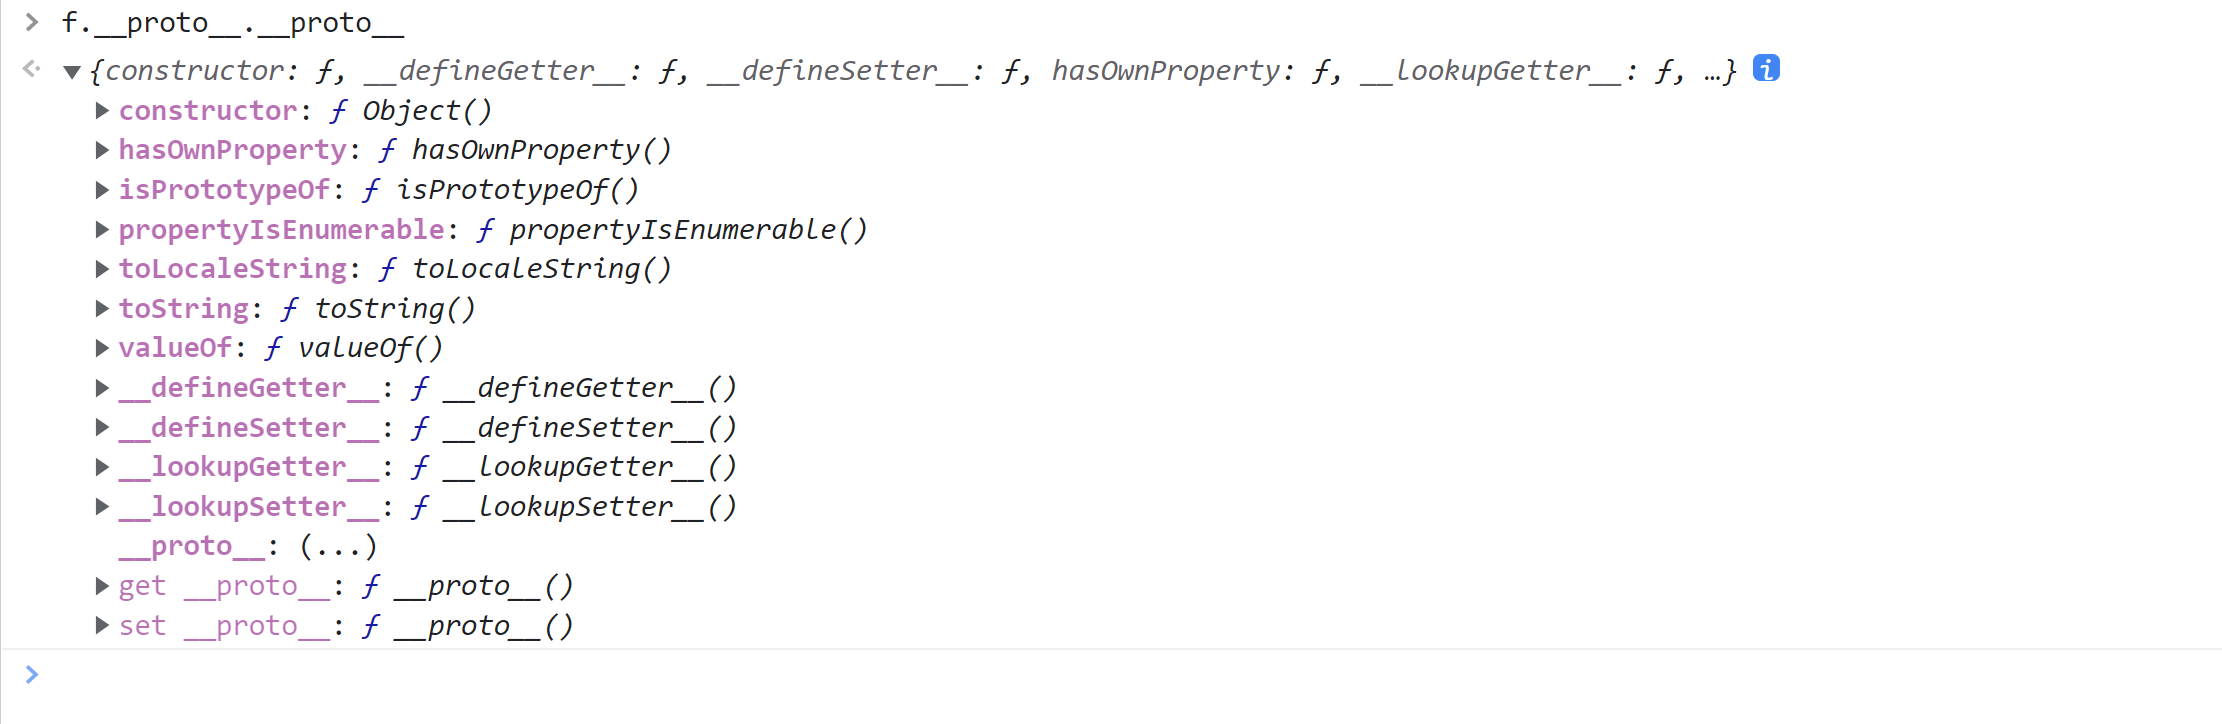 f.__proto__.__proto__
{constructor: ƒ, __defineGetter__: ƒ, __defineSetter__: ƒ, hasOwnProperty: ƒ, __lookupGetter__: ƒ, …} i
constructor: ƒ Object()
hasOwnProperty: ƒ hasOwnProperty()
isPrototypeOf: ƒ isPrototypeOf()
propertyIsEnumerable: ƒ propertyIsEnumerable()
toLocaleString: ƒ toLocaleString()
toString: ƒ toString()
valueOf: ƒ valueOf()
__defineGetter__: ƒ __defineGetter__()
__defineSetter__: ƒ __defineSetter__()
__lookupGetter__: ƒ __lookupGetter__()
__lookupSetter__: ƒ __lookupSetter__()
__proto__: (...)
get __proto__: ƒ __proto__()
set __proto__: ƒ __proto__()